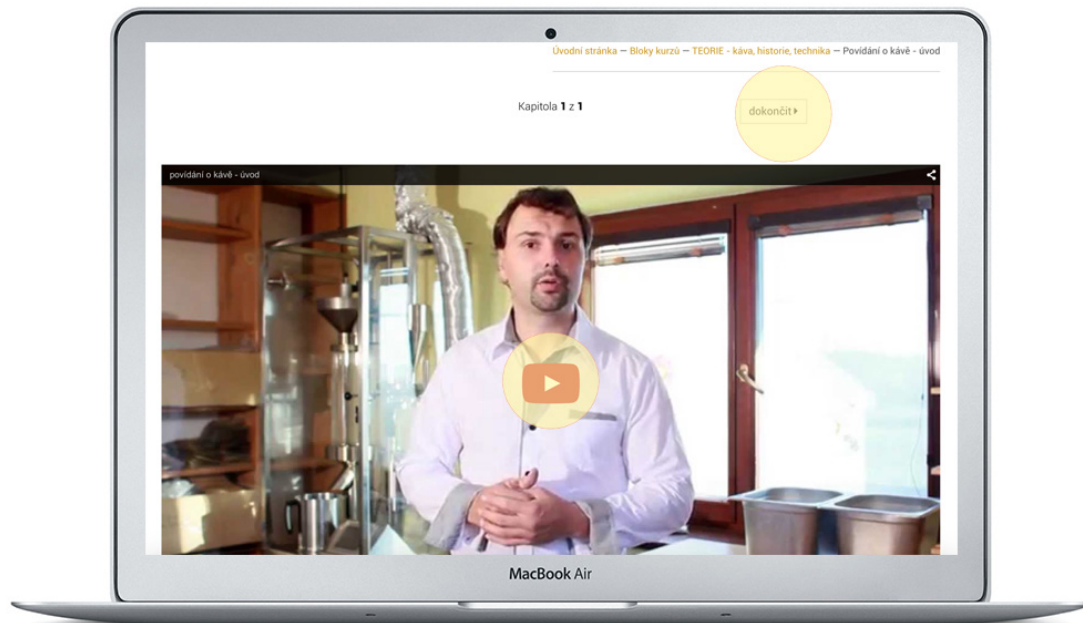 Úvodní stránka — Bloky kurzů — TEORIE - káva, historie, technika — Povídání o kávě - úvod
Kapitola 1 z 1
dokončit
povídání o kávě - úvod
MacBook Air